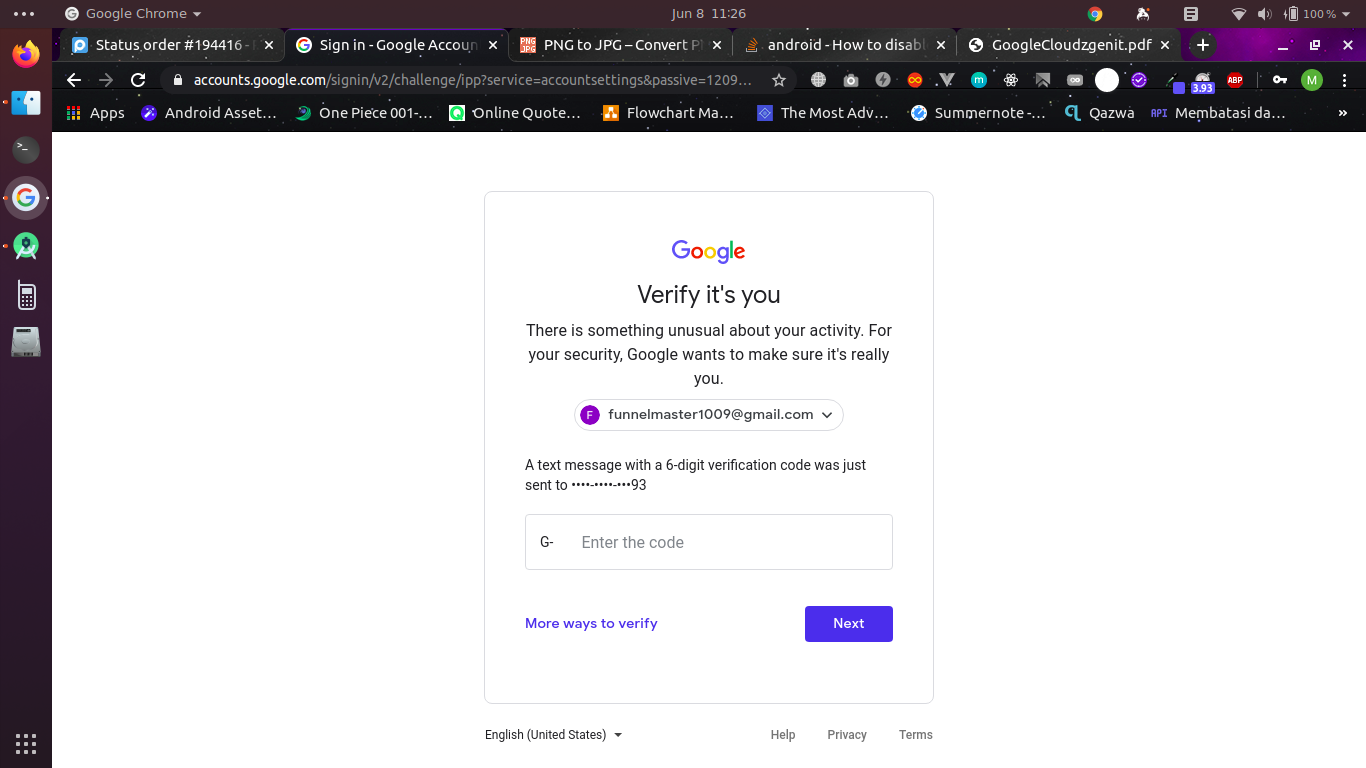 Google Chrome
Jun 8 11:26
100 %
Status order #194416 -
Sign in - Google Accoun
PNG to JPG – Convert P
android - How to disabl
GoogleCloudzgenit.pdf
accounts.google.com/signin/v2/challenge/ipp?service=accountsettings&passive=1209...
3.93
ABP
M
Apps
Android Asset...
One Piece 001-...
Online Quote...
Flowchart Ma...
The Most Adv...
Summernote -...
Qazwa
API
Membatasi da...
»
Google
Verify it's you
There is something unusual about your activity. For
your security, Google wants to make sure it's really
you.
F funnelmaster1009@gmail.com
A text message with a 6-digit verification code was just
sent to ••••-••••-•••93
G- Enter the code
More ways to verify
Next
English (United States)
Help
Privacy
Terms